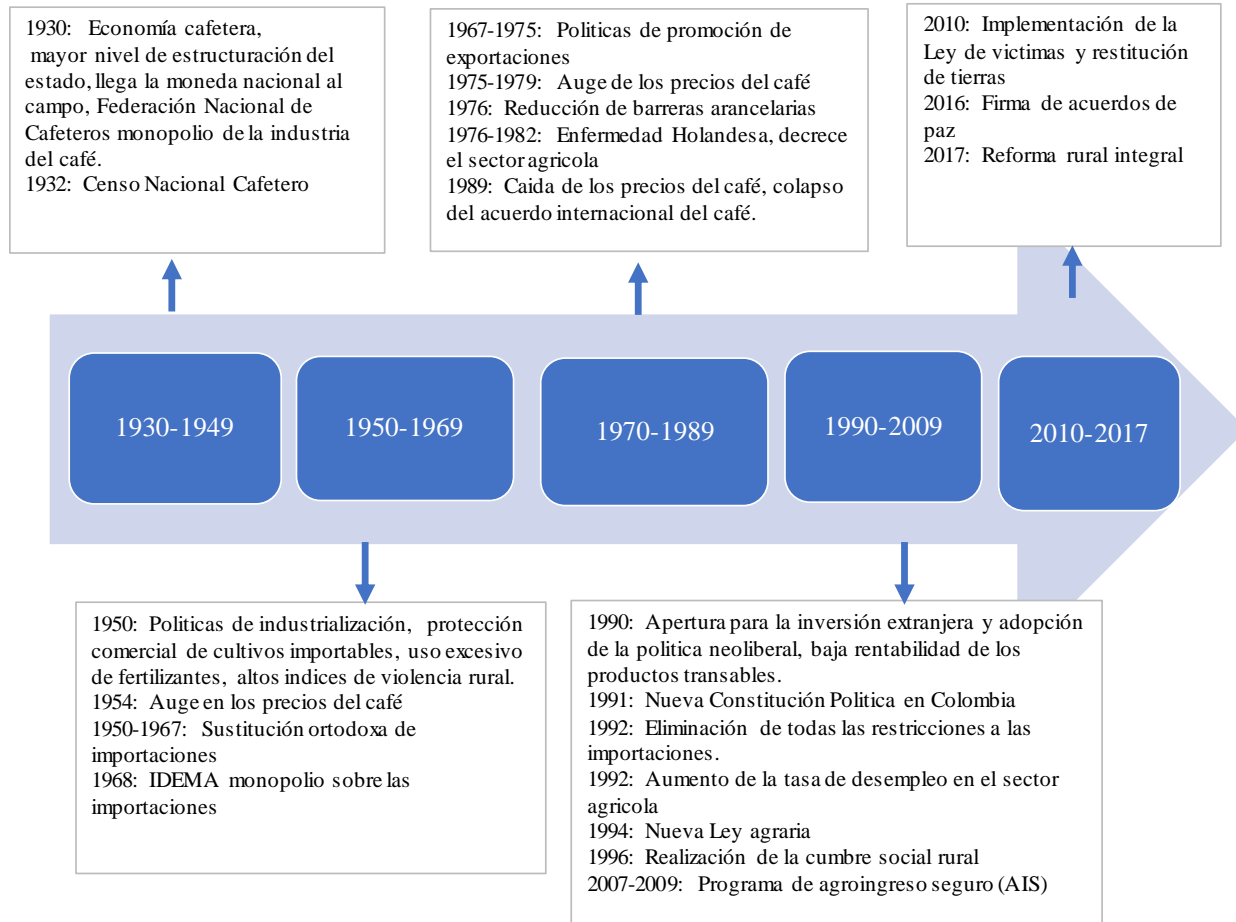 1930: Economía cafetera,
mayor nivel de estructuración del
estado, llega la moneda nacional al
campo, Federación Nacional de
Cafeteros monopolio de la industria
del café.
1932: Censo Nacional Cafetero
1967-1975: Politicas de promoción de
exportaciones
1975-1979: Auge de los precios del café
1976: Reducción de barreras arancelarias
1976-1982: Enfermedad Holandesa, decrece
el sector agricola
1989: Caida de los precios del café, colapso
del acuerdo internacional del café.
2010: Implementación de la
Ley de victimas y restitución
de tierras
2016: Firma de acuerdos de
paz
2017: Reforma rural integral
1930-1949
1950-1969
1970-1989
1990-2009
2010-2017
1950: Politicas de industrialización, protección
comercial de cultivos importables, uso excesivo
de fertilizantes, altos indices de violencia rural.
1954: Auge en los precios del café
1950-1967: Sustitución ortodoxa de
importaciones
1968: IDEMA monopolio sobre las
importaciones
1990: Apertura para la inversión extranjera y adopción
de la politica neoliberal, baja rentabilidad de los
productos transables.
1991: Nueva Constitución Politica en Colombia
1992: Eliminación de todas las restricciones a las
importaciones.
1992: Aumento de la tasa de desempleo en el sector
agricola
1994: Nueva Ley agraria
1996: Realización de la cumbre social rural
2007-2009: Programa de agroingreso seguro (AIS)